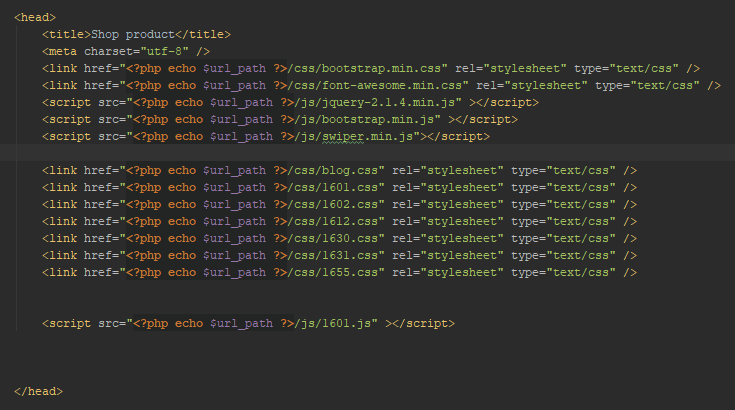 <head>
<title>Shop product</title>
<meta charset="utf-8" />
<link href="<?php echo $url_path ?>/css/bootstrap.min.css" rel="stylesheet" type="text/css" />
<link href="<?php echo $url_path ?>/css/font-awesome.min.css" rel="stylesheet" type="text/css" />
<script src="<?php echo $url_path ?>/js/jquery-2.1.4.min.js" ></script>
<script src="<?php echo $url_path ?>/js/bootstrap.min.js" ></script>
<script src="<?php echo $url_path ?>/js/swiper.min.js"></script>
<link href="<?php echo $url_path ?>/css/blog.css" rel="stylesheet" type="text/css" />
<link href="<?php echo $url_path ?>/css/1601.css" rel="stylesheet" type="text/css" />
<link href="<?php echo $url_path ?>/css/1602.css" rel="stylesheet" type="text/css" />
<link href="<?php echo $url_path ?>/css/1612.css" rel="stylesheet" type="text/css" />
<link href="<?php echo $url_path ?>/css/1630.css" rel="stylesheet" type="text/css" />
<link href="<?php echo $url_path ?>/css/1631.css" rel="stylesheet" type="text/css" />
<link href="<?php echo $url_path ?>/css/1655.css" rel="stylesheet" type="text/css" />
<script src="<?php echo $url_path ?>/js/1601.js" ></script>
</head>